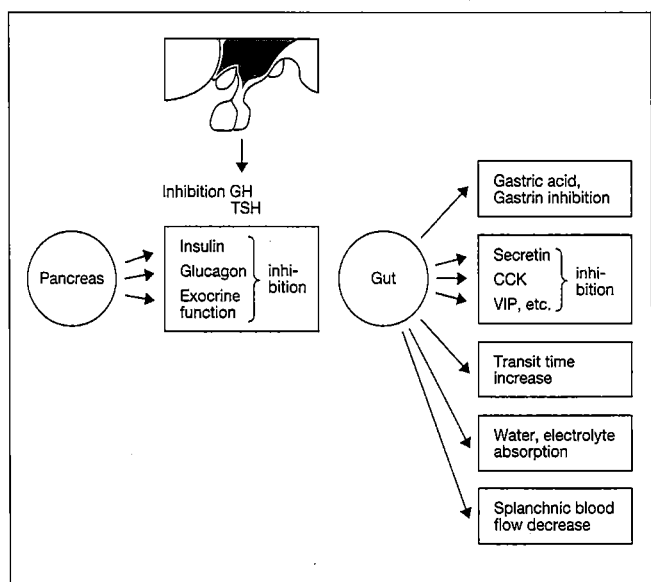 Inhibition GH
TSH
Pancreas
Insulin
Glucagon
Exocrine
function
inhi-
bition
Gut
Gastric acid,
Gastrin inhibition
Secretin
CCK
VIP, etc.
inhi-
bition
Transit time
increase
Water, electrolyte
absorption
Splanchnic blood
flow decrease